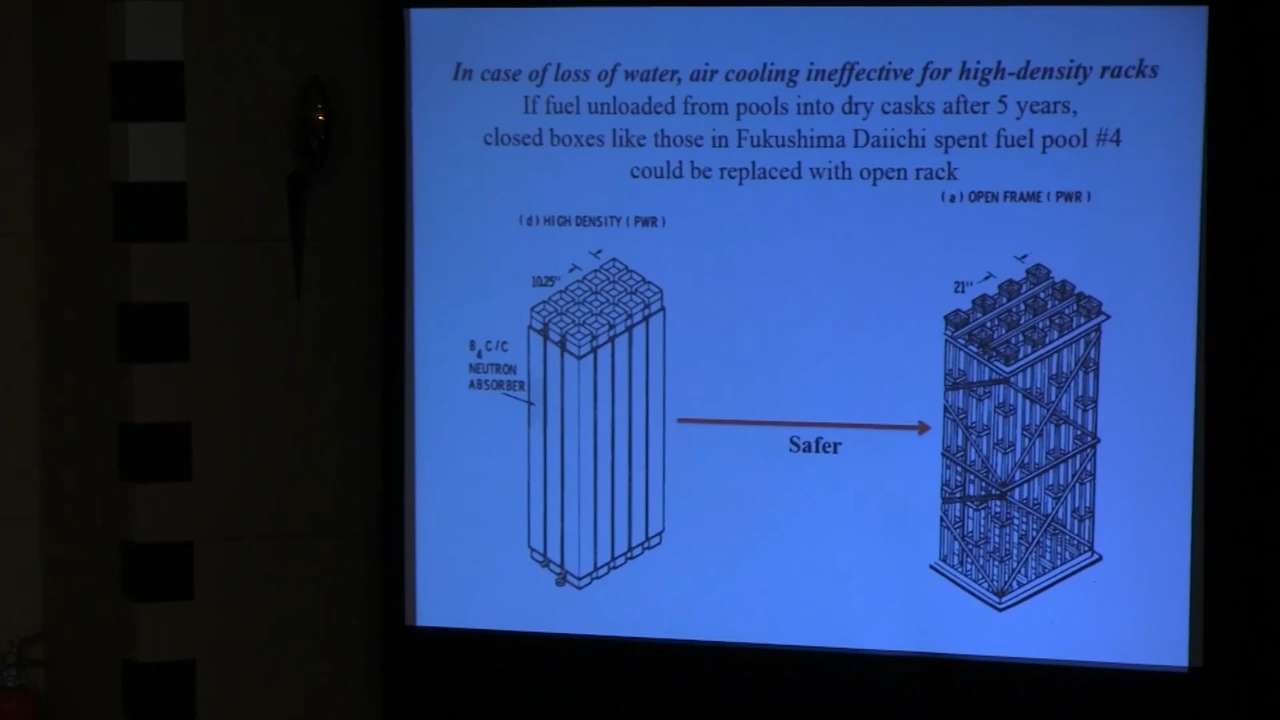 In case of loss of water, air cooling ineffective for high-density racks
If fuel unloaded from pools into dry casks after 5 years,
closed boxes like those in Fukushima Daiichi spent fuel pool #4
could be replaced with open rack
(a) OPEN FRAME (PWR)
(d) HIGH DENSITY (PWR)
10.25"
21"
B4C/C
NEUTRON
ABSORBER
Safer